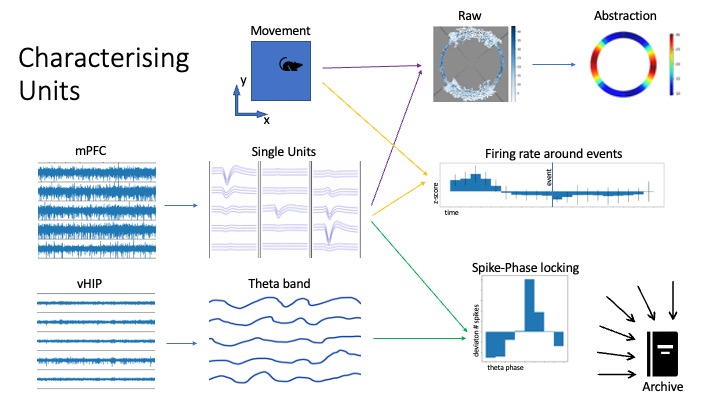 Characterising
Units
Movement
y
x
Raw
Abstraction
mPFC
Single Units
Firing rate around events
z-score
event
time
vHIP
Theta band
Spike-Phase locking
deviaton # spikes
theta phase
Archive